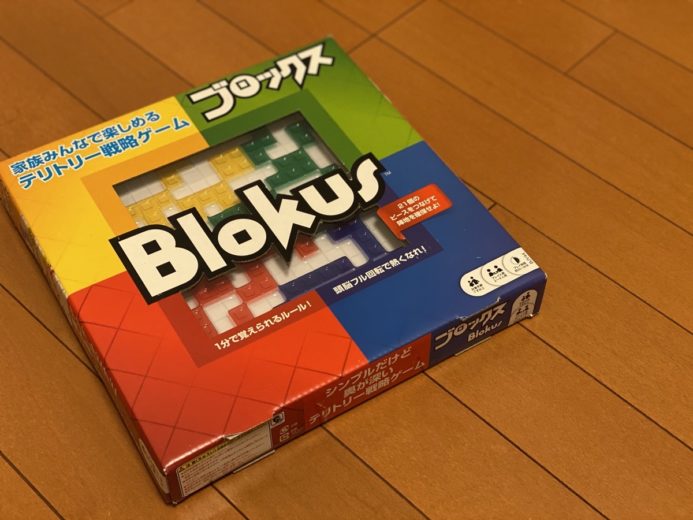 ブロックス
家族みんなで楽しめる
テリトリー戦略ゲーム
Blokus™
21個の
ピースをつなげて
陣地を確保せよ!
頭脳フル回転で熱くなれ!
1分で覚えられるルール!
ブロックス
Blokus
シンプルだけど
奥が深い
テリトリー戦略ゲーム